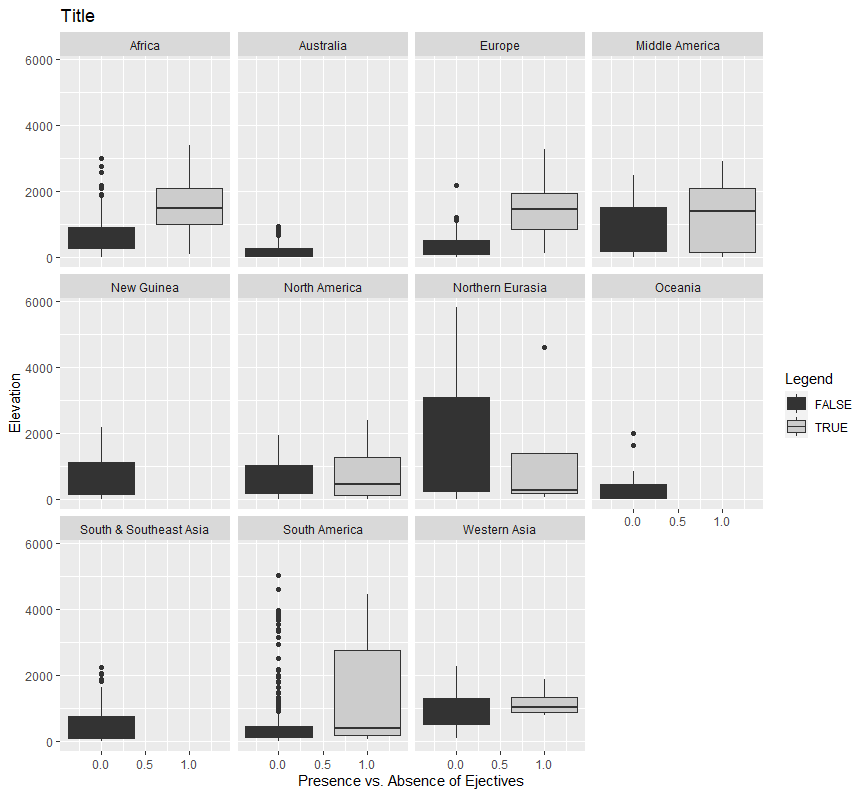 Title
Africa Australia Europe Middle America
6000
4000
2000
0
New Guinea North America Northern Eurasia Oceania
6000
4000
2000
0
0.0 0.5 1.0
South & Southeast Asia South America Western Asia
6000
4000
2000
0
0.0 0.5 1.0 0.0 0.5 1.0 0.0 0.5 1.0
Presence vs. Absence of Ejectives
Elevation
Legend
FALSE
TRUE